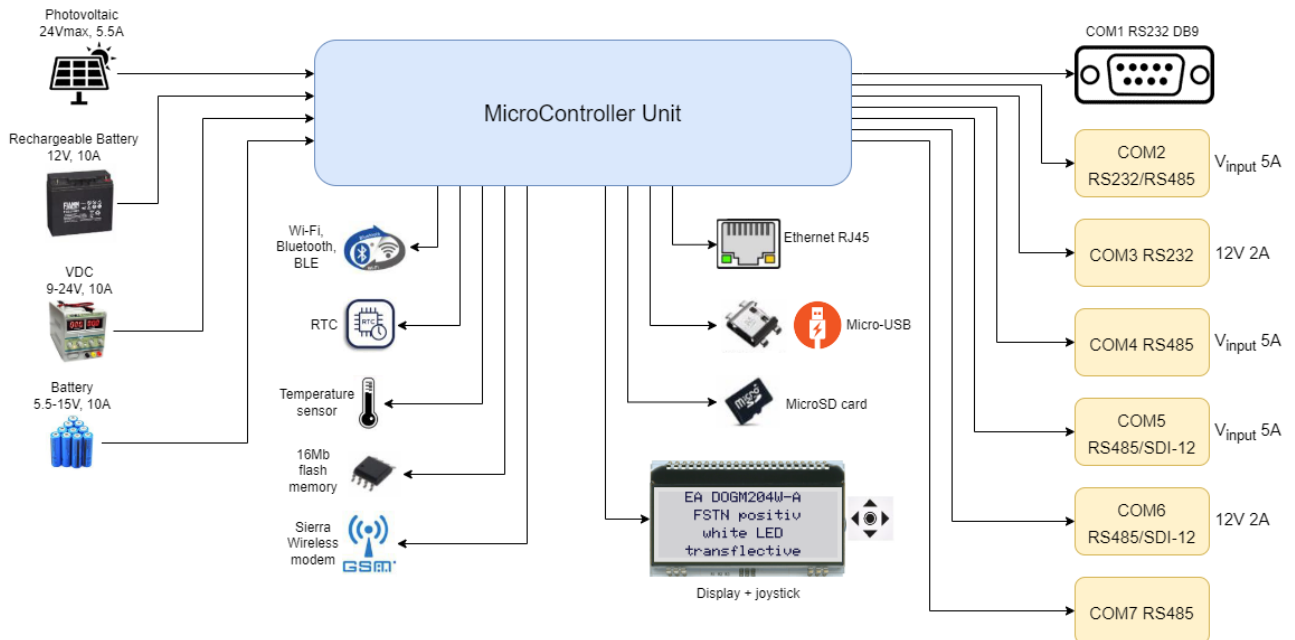 Photovoltaic
24Vmax, 5.5A
Rechargeable Battery
12V, 10A
FIAMM
VDC
9-24V, 10A
Battery
5.5-15V, 10A
MicroController Unit
Wi-Fi,
Bluetooth,
BLE
RTC
RTC
Temperature
sensor
16Mb
flash
memory
Sierra
Wireless
modem
GSM
Ethernet RJ45
Micro-USB
MicroSD card
EA DOGM204W-A
FSTN positiv
white LED
transflective
Display + joystick
COM1 RS232 DB9
COM2
RS232/RS485
Vinput 5A
COM3 RS232
12V 2A
COM4 RS485
Vinput 5A
COM5
RS485/SDI-12
Vinput 5A
COM6
RS485/SDI-12
12V 2A
COM7 RS485